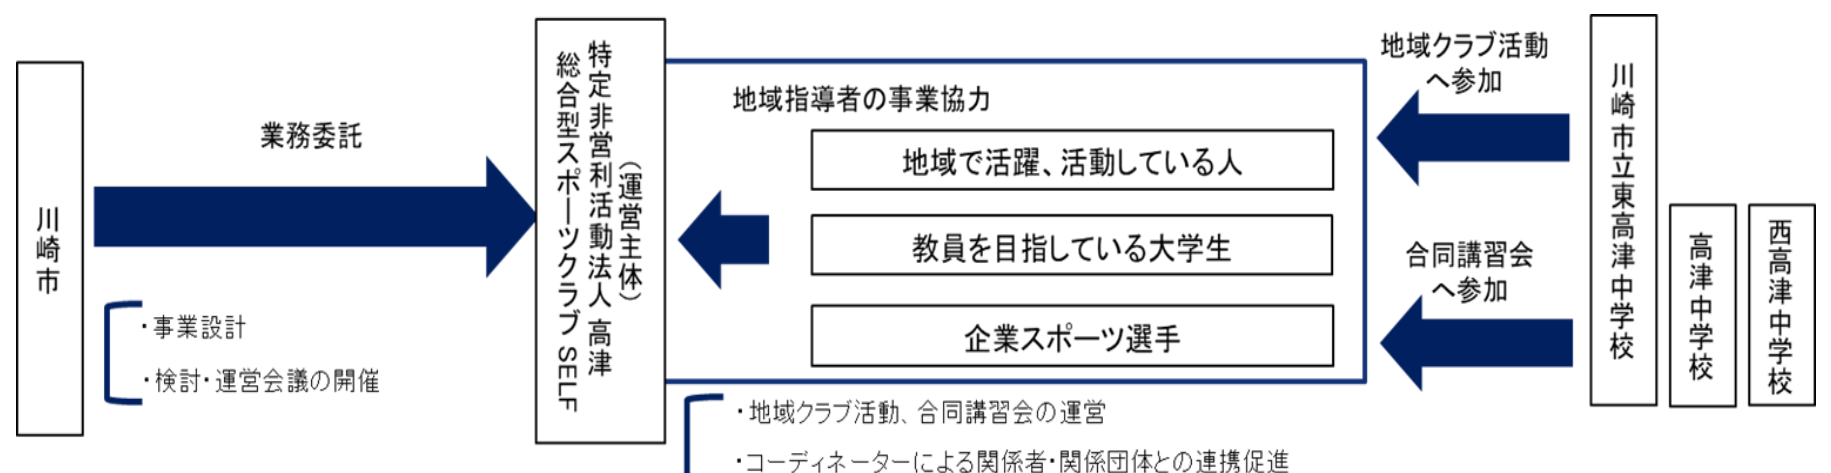 川崎市
業務委託
・事業設計
・検討・運営会議の開催
（運営主体）
特定非営利活動法人 高津
総合型スポーツクラブ SELF
地域指導者の事業協力
地域で活躍、活動している人
教員を目指している大学生
企業スポーツ選手
・地域クラブ活動、合同講習会の運営
・コーディネーターによる関係者・関係団体との連携促進
地域クラブ活動
へ参加
合同講習会
へ参加
川崎市立東高津中学校
高津中学校
西高津中学校